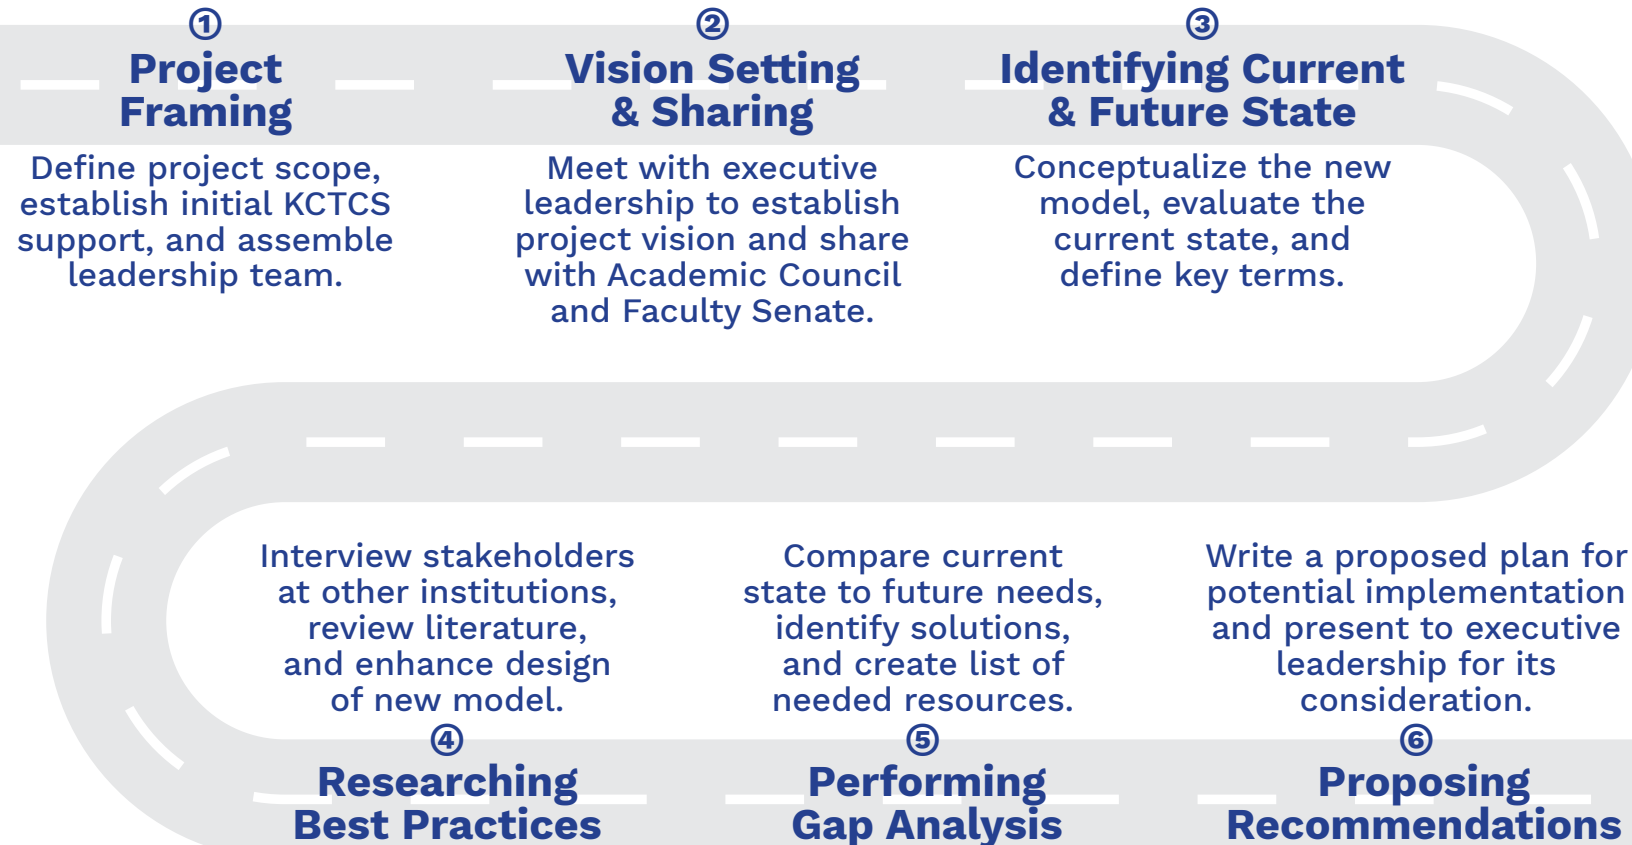 ①
Project
Framing
Define project scope,
establish initial KCTCS
support, and assemble
leadership team.
②
Vision Setting
& Sharing
Meet with executive
leadership to establish
project vision and share
with Academic Council
and Faculty Senate.
③
Identifying Current
& Future State
Conceptualize the new
model, evaluate the
current state, and
define key terms.
Interview stakeholders
at other institutions,
review literature,
and enhance design
of new model.
④
Researching
Best Practices
Compare current
state to future needs,
identify solutions,
and create list of
needed resources.
⑤
Performing
Gap Analysis
Write a proposed plan for
potential implementation
and present to executive
leadership for its
consideration.
⑥
Proposing
Recommendations